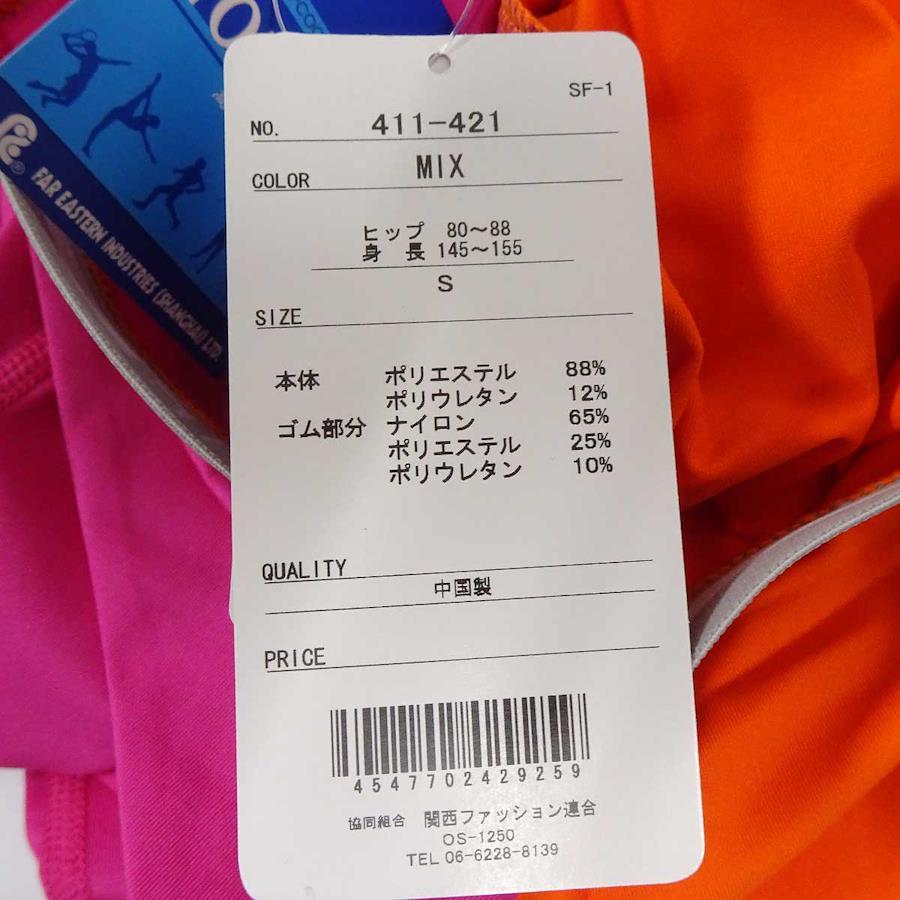 FAR EASTERN INDUSTRIES (SHANGHAI) LTD.
SF-1
NO. 411-421
COLOR MIX
ヒップ 80〜88
身長 145〜155
S
SIZE
本体 ポリエステル 88%
ポリウレタン 12%
ゴム部分 ナイロン 65%
ポリエステル 25%
ポリウレタン 10%
QUALITY
中国製
PRICE
4547702429259
協同組合 関西ファッション連合
OS-1250
TEL 06-6228-8139